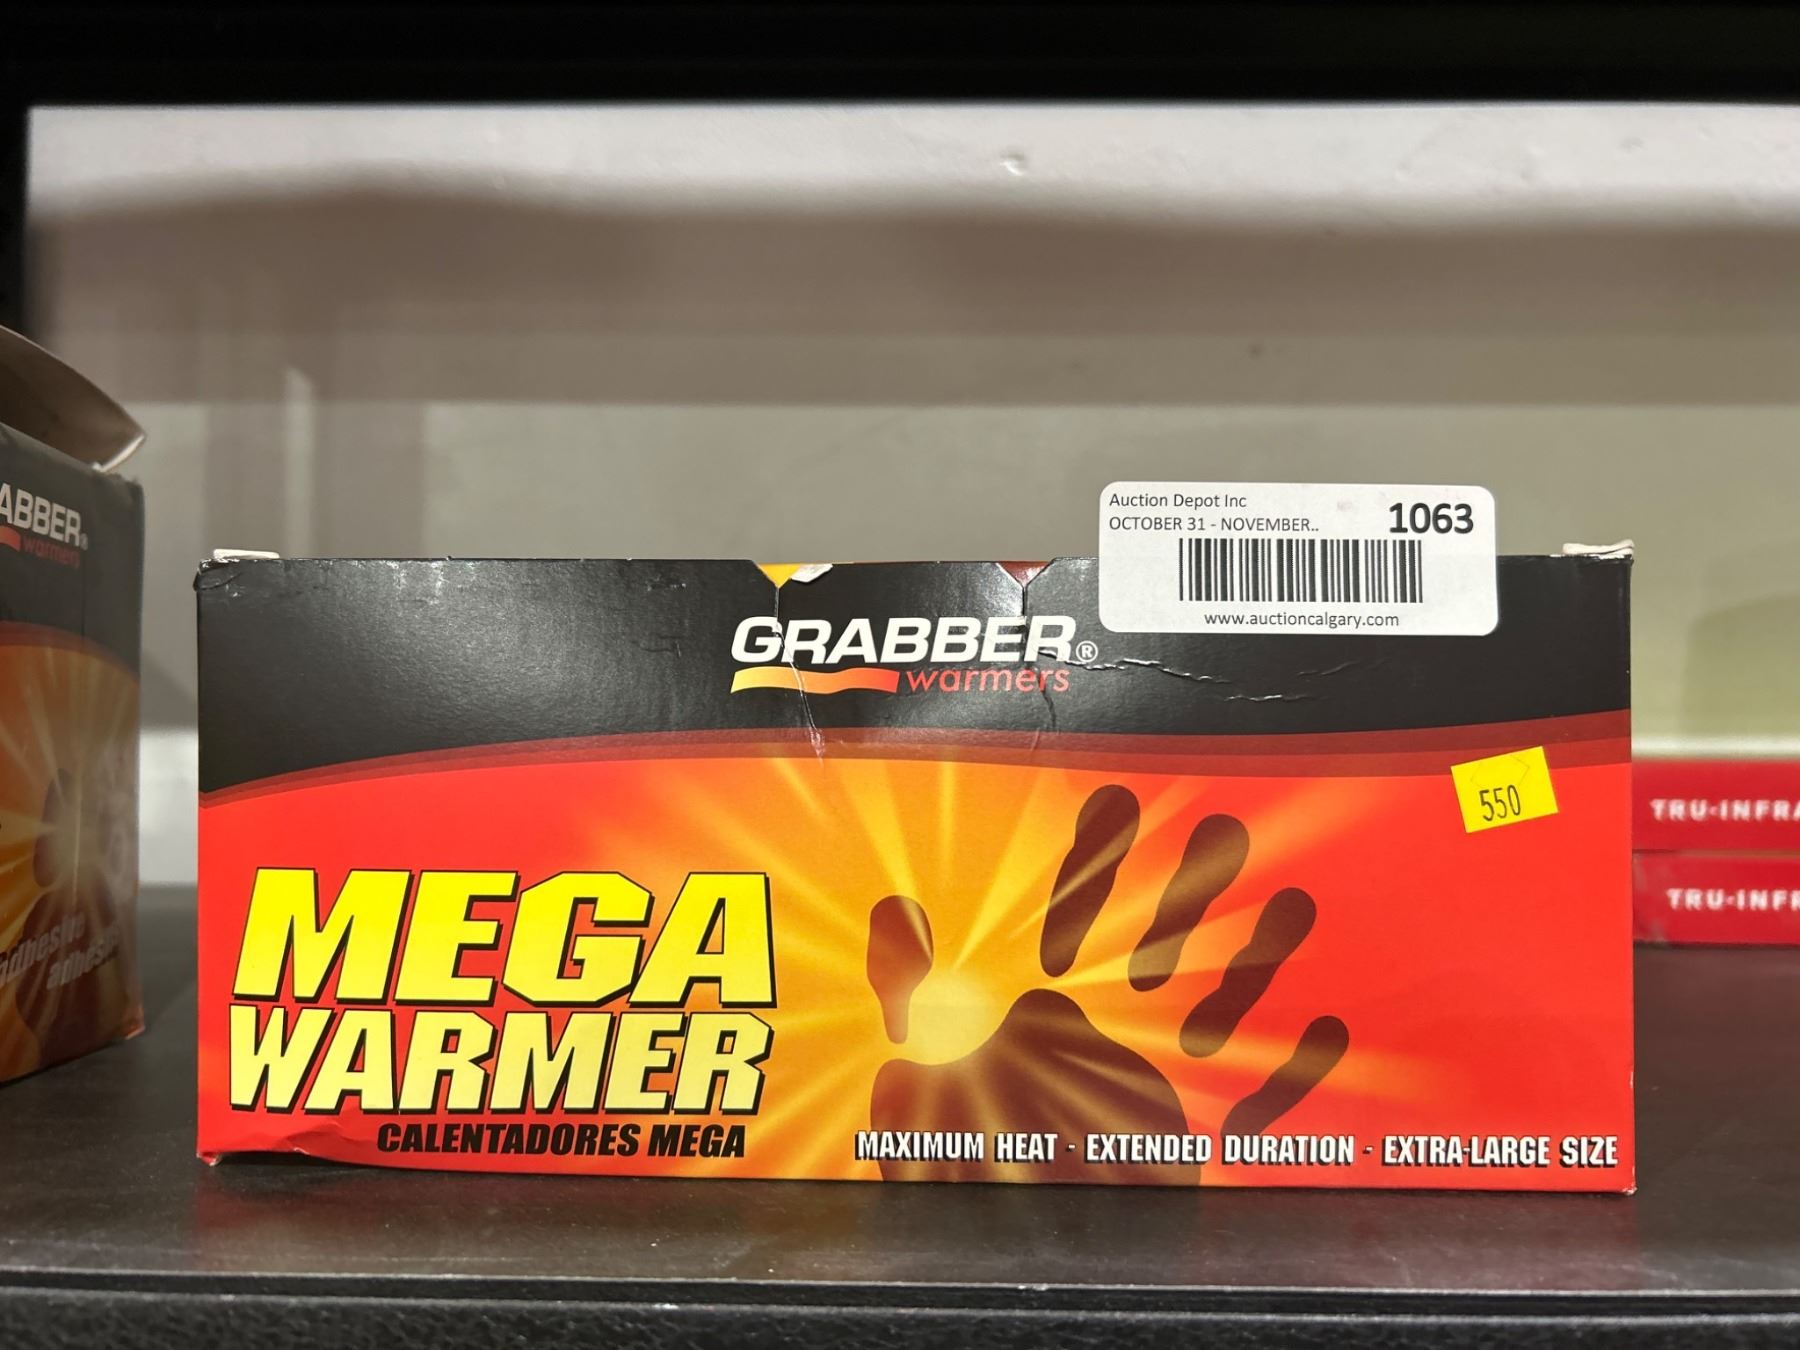 Auction Depot Inc
OCTOBER 31 - NOVEMBER..
1063
www.auctioncalgary.com
GRABBER®
warmers
550
MEGA
WARMER
CALENTADORES MEGA
MAXIMUM HEAT - EXTENDED DURATION - EXTRA-LARGE SIZE
ABBER®
warmers
TRU-INFRA
TRU-INFR